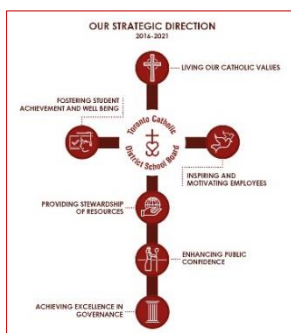 OUR STRATEGIC DIRECTION
2016-2021
LIVING OUR CATHOLIC VALUES
FOSTERING STUDENT
ACHIEVEMENT AND WELL BEING
Toronto Catholic
District School Board
INSPIRING AND
MOTIVATING EMPLOYEES
PROVIDING STEWARDSHIP
OF RESOURCES
ENHANCING PUBLIC
CONFIDENCE
ACHIEVING EXCELLENCE IN
GOVERNANCE